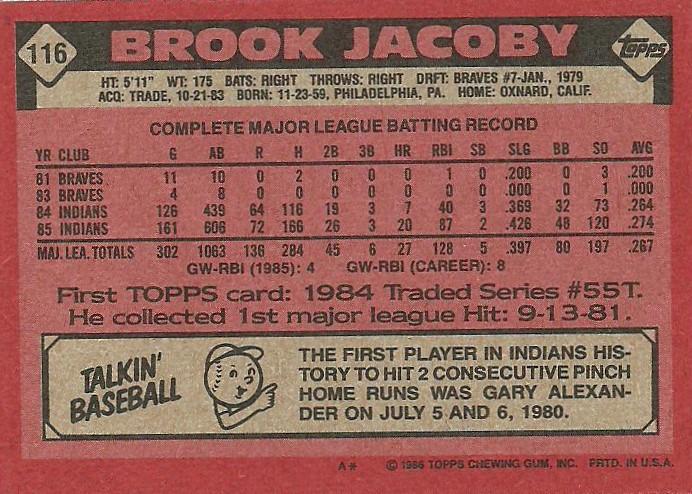 116 BROOK JACOBY topps
HT: 5'11" WT: 175 BATS: RIGHT THROWS: RIGHT DRFT: BRAVES #7-JAN., 1979
ACQ: TRADE, 10-21-83 BORN: 11-23-59, PHILADELPHIA, PA. HOME: OXNARD, CALIF.
COMPLETE MAJOR LEAGUE BATTING RECORD
YR CLUB G AB R H 2B 3B HR RBI SB SLG BB SO AVG
81 BRAVES 11 10 0 2 0 0 0 1 0 .200 0 3 .200
83 BRAVES 4 8 0 0 0 0 0 0 0 .000 0 1 .000
84 INDIANS 126 439 64 116 19 3 7 40 3 .369 32 73 .264
85 INDIANS 161 606 72 166 26 3 20 87 2 .426 48 120 .274
MAJ. LEA. TOTALS 302 1063 136 284 45 6 27 128 5 .397 80 197 .267
GW-RBI (1985): 4 GW-RBI (CAREER): 8
First TOPPS card: 1984 Traded Series #55T.
He collected 1st major league Hit: 9-13-81.
TALKIN'
BASEBALL
THE FIRST PLAYER IN INDIANS HIS-
TORY TO HIT 2 CONSECUTIVE PINCH
HOME RUNS WAS GARY ALEXAN-
DER ON JULY 5 AND 6, 1980.
A* © 1986 TOPPS CHEWING GUM, INC. PRTD. IN U.S.A.